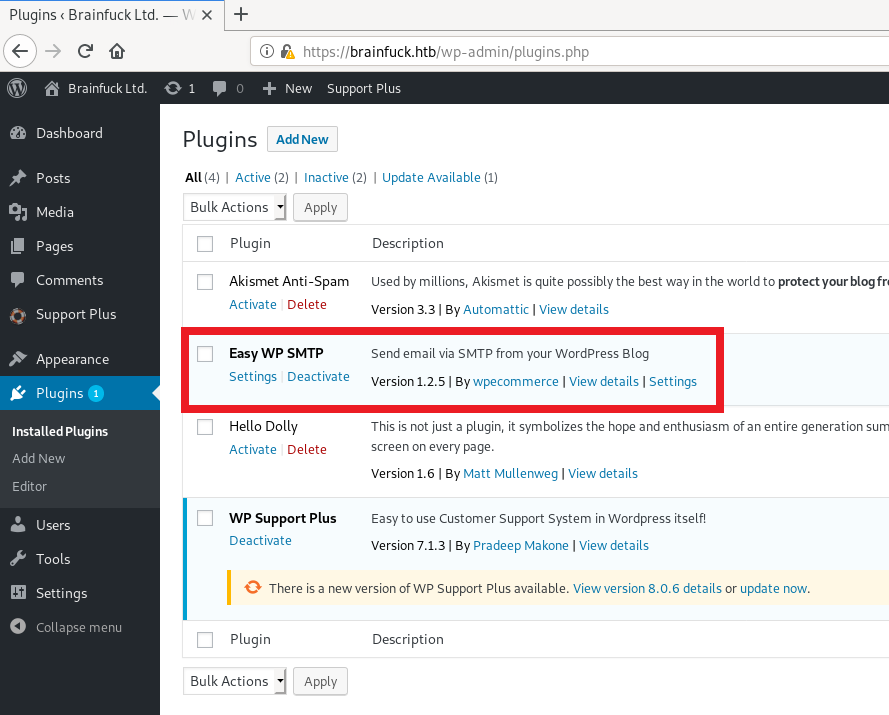 Plugins ‹ Brainfuck Ltd. — W
https://brainfuck.htb/wp-admin/plugins.php
Brainfuck Ltd. 1 0 New Support Plus
Dashboard
Posts
Media
Pages
Comments
Support Plus
Appearance
Plugins 1
Installed Plugins
Add New
Editor
Users
Tools
Settings
Collapse menu
Plugins Add New
All (4) | Active (2) | Inactive (2) | Update Available (1)
Bulk Actions Apply
Plugin Description
Akismet Anti-Spam Used by millions, Akismet is quite possibly the best way in the world to protect your blog fr
Activate | Delete
Version 3.3 | By Automattic | View details
Easy WP SMTP Send email via SMTP from your WordPress Blog
Settings | Deactivate
Version 1.2.5 | By wpecommerce | View details | Settings
Hello Dolly This is not just a plugin, it symbolizes the hope and enthusiasm of an entire generation sum
screen on every page.
Activate | Delete
Version 1.6 | By Matt Mullenweg | View details
WP Support Plus Easy to use Customer Support System in Wordpress itself!
Deactivate
Version 7.1.3 | By Pradeep Makone | View details
There is a new version of WP Support Plus available. View version 8.0.6 details or update now.
Plugin Description
Bulk Actions Apply